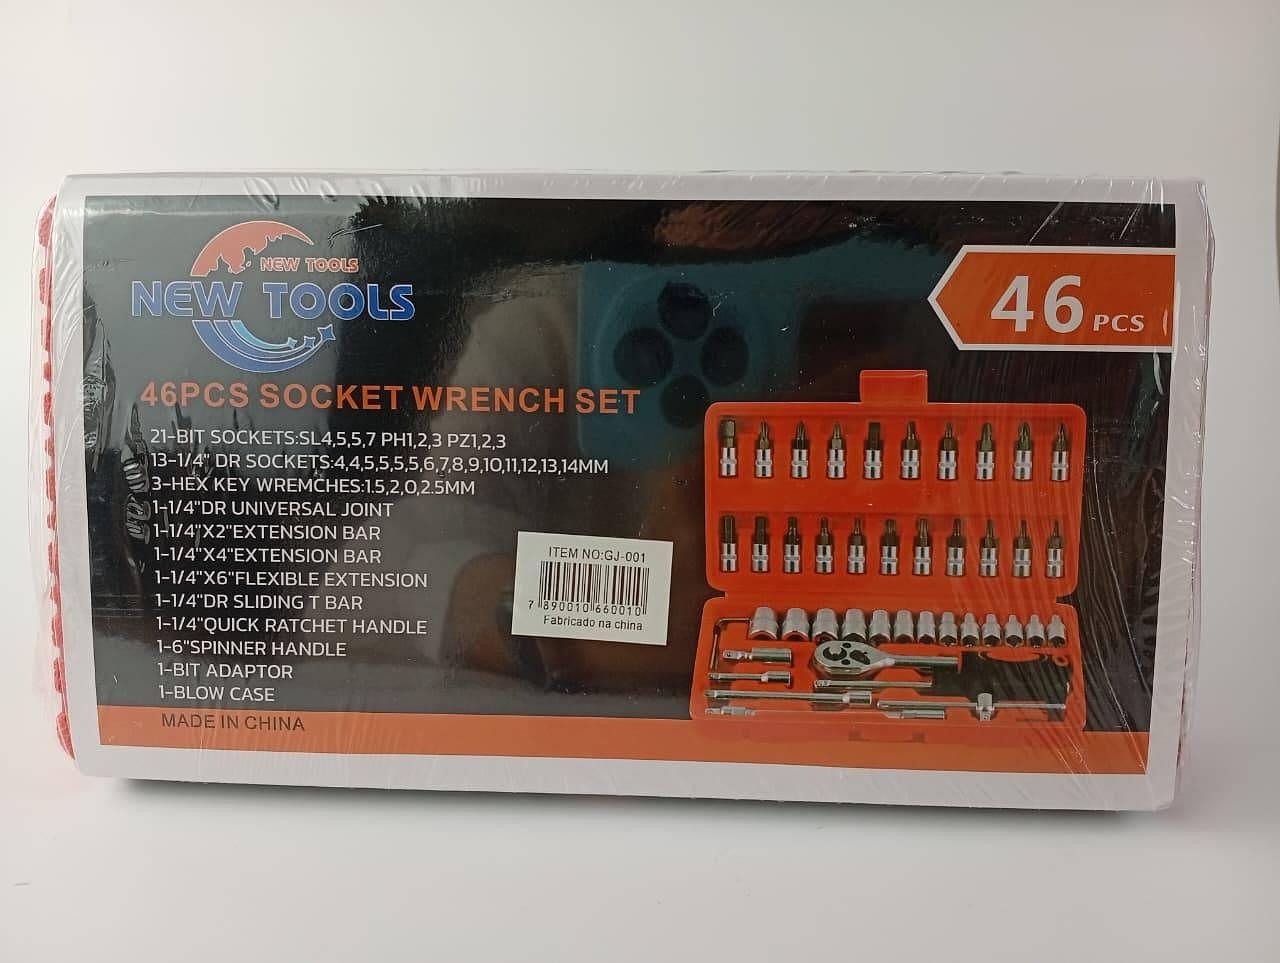 NEW TOOLS
NEW TOOLS
46 PCS
46PCS SOCKET WRENCH SET
21-BIT SOCKETS:SL4,5,5,7 PH1,2,3 PZ1,2,3
13-1/4" DR SOCKETS:4,4,5,5,5,5,6,7,8,9,10,11,12,13,14MM
3-HEX KEY WREMCHES:1.5,2,0,2.5MM
1-1/4"DR UNIVERSAL JOINT
1-1/4"X2"EXTENSION BAR
1-1/4"X4"EXTENSION BAR
1-1/4"X6"FLEXIBLE EXTENSION
1-1/4"DR SLIDING T BAR
1-1/4"QUICK RATCHET HANDLE
1-6"SPINNER HANDLE
1-BIT ADAPTOR
1-BLOW CASE
MADE IN CHINA
ITEM NO:GJ-001
7 890010 660010
Fabricado na china